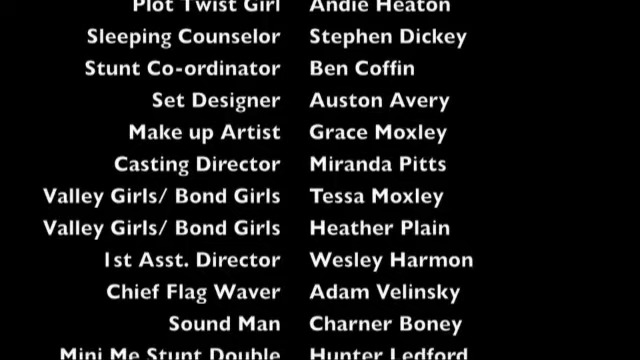 Plot Twist Girl Andie Heaton
Sleeping Counselor Stephen Dickey
Stunt Co-ordinator Ben Coffin
Set Designer Auston Avery
Make up Artist Grace Moxley
Casting Director Miranda Pitts
Valley Girls/ Bond Girls Tessa Moxley
Valley Girls/ Bond Girls Heather Plain
1st Asst. Director Wesley Harmon
Chief Flag Waver Adam Velinsky
Sound Man Charner Boney
Mini Me Stunt Double Hunter Ledford